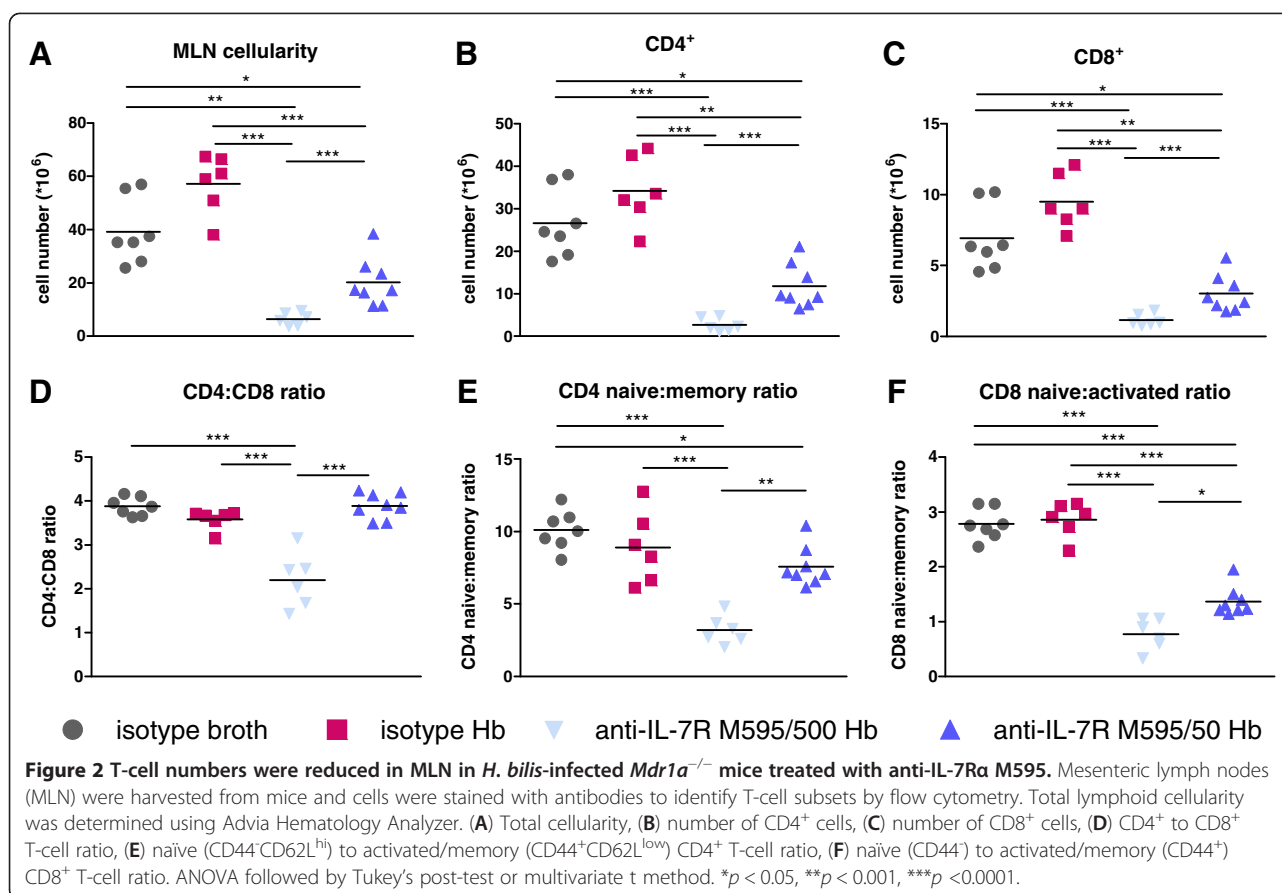 A
MLN cellularity
*
**
***
***
***
80
60
40
20
0
cell number (*10⁶)
B
CD4⁺
*
***
**
***
***
50
40
30
20
10
0
cell number (*10⁶)
C
CD8⁺
*
***
**
***
***
15
10
5
0
cell number (*10⁶)
D
CD4:CD8 ratio
***
***
***
5
4
3
2
1
0
CD4:CD8 ratio
E
CD4 naive:memory ratio
***
*
***
**
15
10
5
0
CD4 naive:memory ratio
F
CD8 naive:activated ratio
***
***
***
***
*
4
3
2
1
0
CD8 naive:memory ratio
isotype broth isotype Hb anti-IL-7R M595/500 Hb anti-IL-7R M595/50 Hb
Figure 2 T-cell numbers were reduced in MLN in H. bilis-infected Mdr1a⁻/⁻ mice treated with anti-IL-7Rα M595. Mesenteric lymph nodes
(MLN) were harvested from mice and cells were stained with antibodies to identify T-cell subsets by flow cytometry. Total lymphoid cellularity
was determined using Advia Hematology Analyzer. (A) Total cellularity, (B) number of CD4⁺ cells, (C) number of CD8⁺ cells, (D) CD4⁺ to CD8⁺
T-cell ratio, (E) naïve (CD44⁻CD62Lʰⁱ) to activated/memory (CD44⁺CD62Lˡᵒʷ) CD4⁺ T-cell ratio, (F) naïve (CD44⁻) to activated/memory (CD44⁺)
CD8⁺ T-cell ratio. ANOVA followed by Tukey's post-test or multivariate t method. *p < 0.05, **p < 0.001, ***p <0.0001.